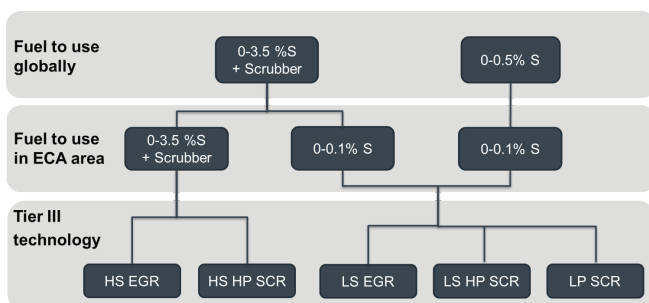 Fuel to use
globally
0-3.5 %S
+ Scrubber
0-0.5% S
Fuel to use
in ECA area
0-3.5 %S
+ Scrubber
0-0.1% S
0-0.1% S
Tier III
technology
HS EGR
HS HP SCR
LS EGR
LS HP SCR
LP SCR